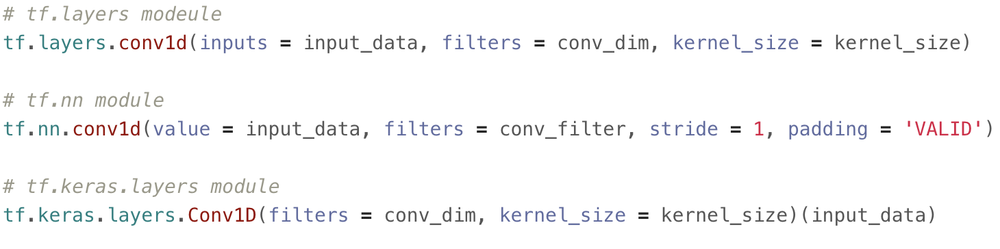 # tf.layers modeule
tf.layers.conv1d(inputs = input_data, filters = conv_dim, kernel_size = kernel_size)
# tf.nn module
tf.nn.conv1d(value = input_data, filters = conv_filter, stride = 1, padding = 'VALID')
# tf.keras.layers module
tf.keras.layers.Conv1D(filters = conv_dim, kernel_size = kernel_size)(input_data)